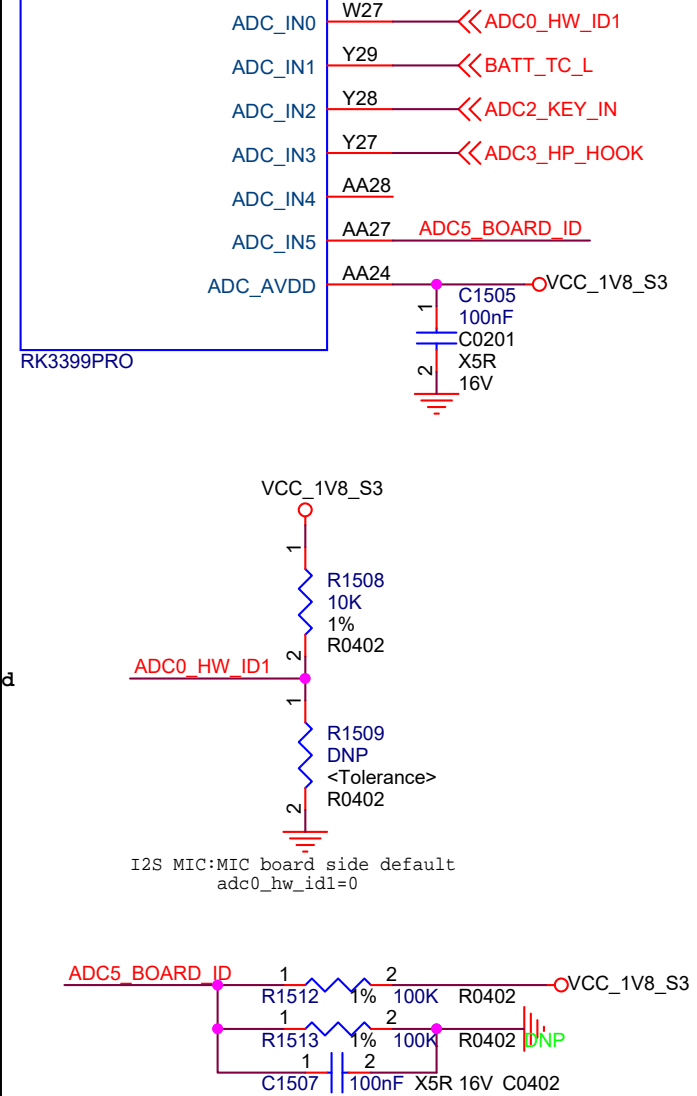 ADC_IN0 W27 ADC0_HW_ID1
ADC_IN1 Y29 BATT_TC_L
ADC_IN2 Y28 ADC2_KEY_IN
ADC_IN3 Y27 ADC3_HP_HOOK
ADC_IN4 AA28
ADC_IN5 AA27 ADC5_BOARD_ID
ADC_AVDD AA24 VCC_1V8_S3
1 C1505
100nF
C0201
2 X5R
16V
RK3399PRO
VCC_1V8_S3
1
R1508
10K
1%
2 R0402
ADC0_HW_ID1
d
1
R1509
DNP
<Tolerance>
2 R0402
I2S MIC:MIC board side default
adc0_hw_id1=0
ADC5_BOARD_ID 1 2 VCC_1V8_S3
R1512 1% 100K R0402
1 2
R1513 1% 100K R0402 DNP
1 2
C1507 100nF X5R 16V C0402